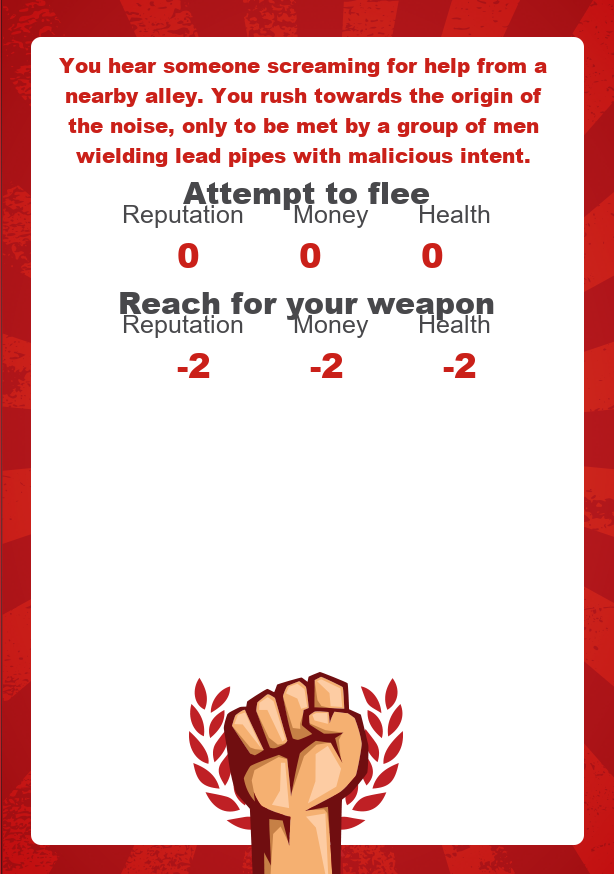 You hear someone screaming for help from a
nearby alley. You rush towards the origin of
the noise, only to be met by a group of men
wielding lead pipes with malicious intent.
Attempt to flee
Reputation Money Health
0 0 0
Reach for your weapon
Reputation Money Health
-2 -2 -2